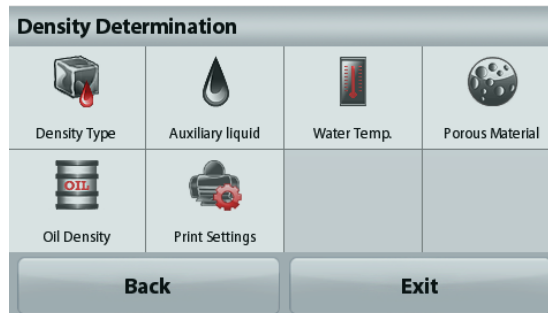 Density Determination
Density Type
Auxiliary liquid
Water Temp.
Porous Material
OIL
Oil Density
Print Settings
Back
Exit